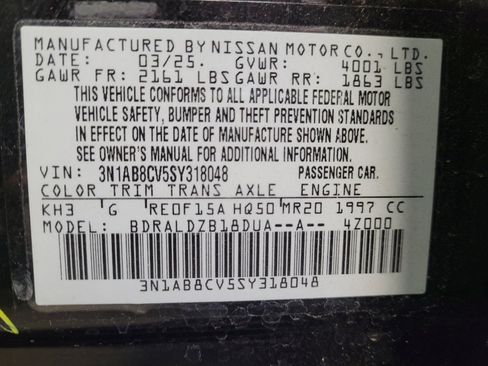 MANUFACTURED BY NISSAN MOTOR CO., LTD.
DATE: 03/25. GVWR: 4001 LBS
GAWR FR: 2161 LBS GAWR RR: 1863 LBS
THIS VEHICLE CONFORMS TO ALL APPLICABLE FEDERAL MOTOR
VEHICLE SAFETY, BUMPER AND THEFT PREVENTION STANDARDS
IN EFFECT ON THE DATE OF MANUFACTURE SHOWN ABOVE.
SEE OWNER'S MANUAL FOR ADDITIONAL INFORMATION.
VIN: 3N1AB8CV5SY318048 PASSENGER CAR.
COLOR TRIM TRANS AXLE ENGINE
KH3 G RE0F15A HQ50 MR20 1997 CC
MODEL: BDRALDZB18DUA--A-- 4Z000
3N1AB8CV5SY318048